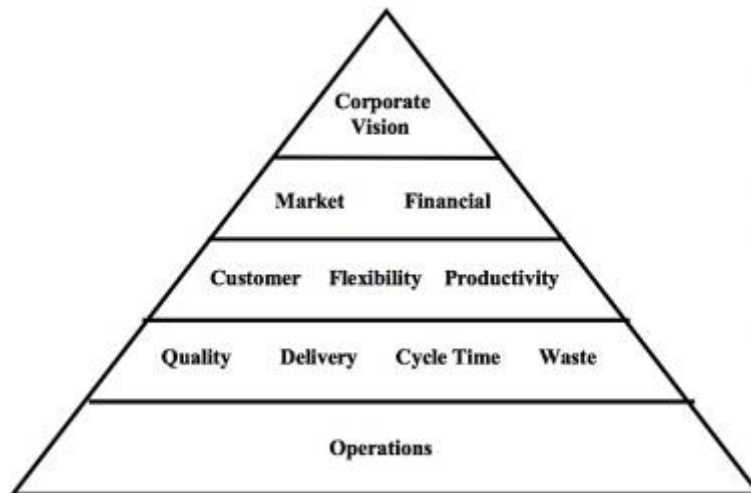 Corporate
Vision
Market Financial
Customer Flexibility Productivity
Quality Delivery Cycle Time Waste
Operations